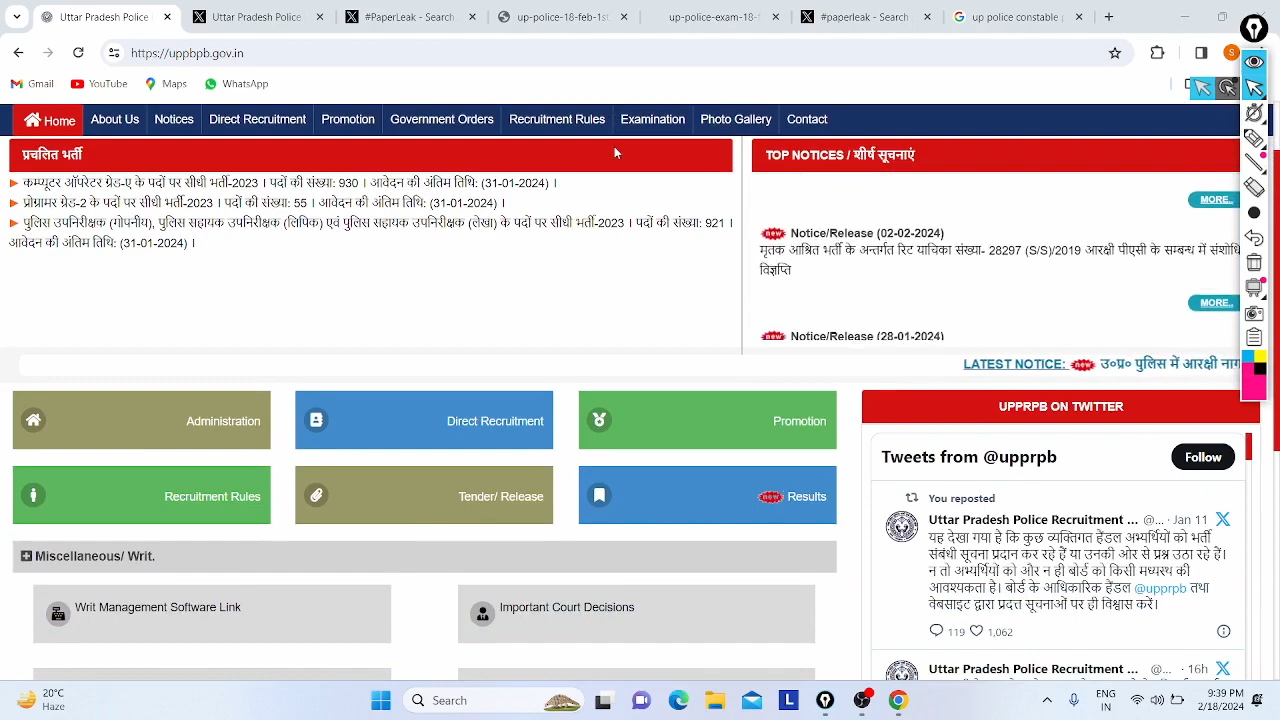 Uttar Pradesh Police
Uttar Pradesh Police
#PaperLeak - Search
up-police-18-feb-1st
up-police-exam-18-f
#paperleak - Search
up police constable
https://uppbpb.gov.in
S
Gmail
YouTube
Maps
WhatsApp
Home
About Us
Notices
Direct Recruitment
Promotion
Government Orders
Recruitment Rules
Examination
Photo Gallery
Contact
प्रचलित भर्ती
कम्प्यूटर ऑपरेटर ग्रेड-ए के पदों पर सीधी भर्ती-2023 । पदों की संख्या: 930 । आवेदन की अंतिम तिथि: (31-01-2024) ।
प्रोग्रामर ग्रेड-2 के पदों पर सीधी भर्ती-2023 । पदों की संख्या: 55 । आवेदन की अंतिम तिथि: (31-01-2024) ।
पुलिस उपनिरीक्षक (गोपनीय), पुलिस सहायक उपनिरीक्षक (लिपिक) एवं पुलिस सहायक उपनिरीक्षक (लेखा) के पदों पर सीधी भर्ती-2023 । पदों की संख्या: 921 ।
आवेदन की अंतिम तिथि: (31-01-2024) ।
TOP NOTICES / शीर्ष सूचनाएं
MORE..
new Notice/Release (02-02-2024)
मृतक आश्रित भर्ती के अन्तर्गत रिट याचिका संख्या- 28297 (S/S)/2019 आरक्षी पीएसी के सम्बन्ध में संशोधि
विज्ञप्ति
MORE..
new Notice/Release (28-01-2024)
LATEST NOTICE: new उ०प्र० पुलिस में आरक्षी नाग
Administration
Direct Recruitment
Promotion
Recruitment Rules
Tender/ Release
new Results
Miscellaneous/ Writ.
Writ Management Software Link
Important Court Decisions
UPPRPB ON TWITTER
Tweets from @upprpb
Follow
You reposted
Uttar Pradesh Police Recruitment ... @... · Jan 11
यह देखा गया है कि कुछ व्यक्तिगत हैंडल अभ्यर्थियों को भर्ती
संबंधी सूचना प्रदान कर रहे हैं या उनकी ओर से प्रश्न उठा रहे हैं।
न तो अभ्यर्थियों को और न ही बोर्ड को किसी मध्यस्थ की
आवश्यकता है। बोर्ड के आधिकारिक हैंडल @upprpb तथा
वेबसाइट द्वारा प्रदत्त सूचनाओं पर ही विश्वास करें।
119 1,062
Uttar Pradesh Police Recruitment ... @... · 16h
20°C
Haze
Search
L
ENG
IN
9:39 PM
2/18/2024